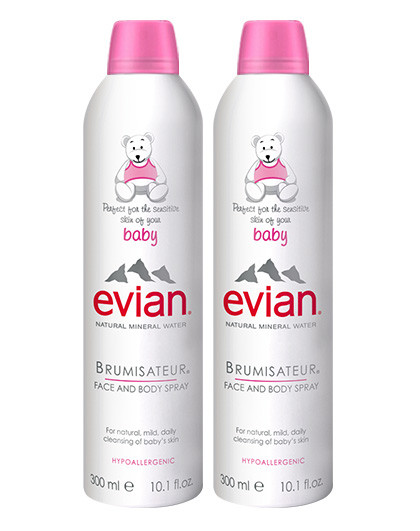 Perfect for the sensitive
skin of your
baby
evian®
NATURAL MINERAL WATER
BRUMISATEUR®
FACE AND BODY SPRAY
For natural, mild, daily
cleansing of baby's skin
HYPOALLERGENIC
300 ml e 10.1 fl.oz.
Perfect for the sensitive
skin of your
baby
evian®
NATURAL MINERAL WATER
BRUMISATEUR®
FACE AND BODY SPRAY
For natural, mild, daily
cleansing of baby's skin
HYPOALLERGENIC
300 ml e 10.1 fl.oz.